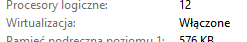 Procesory logiczne: 12
Wirtualizacja: Włączone
Pamięć podręczna poziomu 1: 576 KB